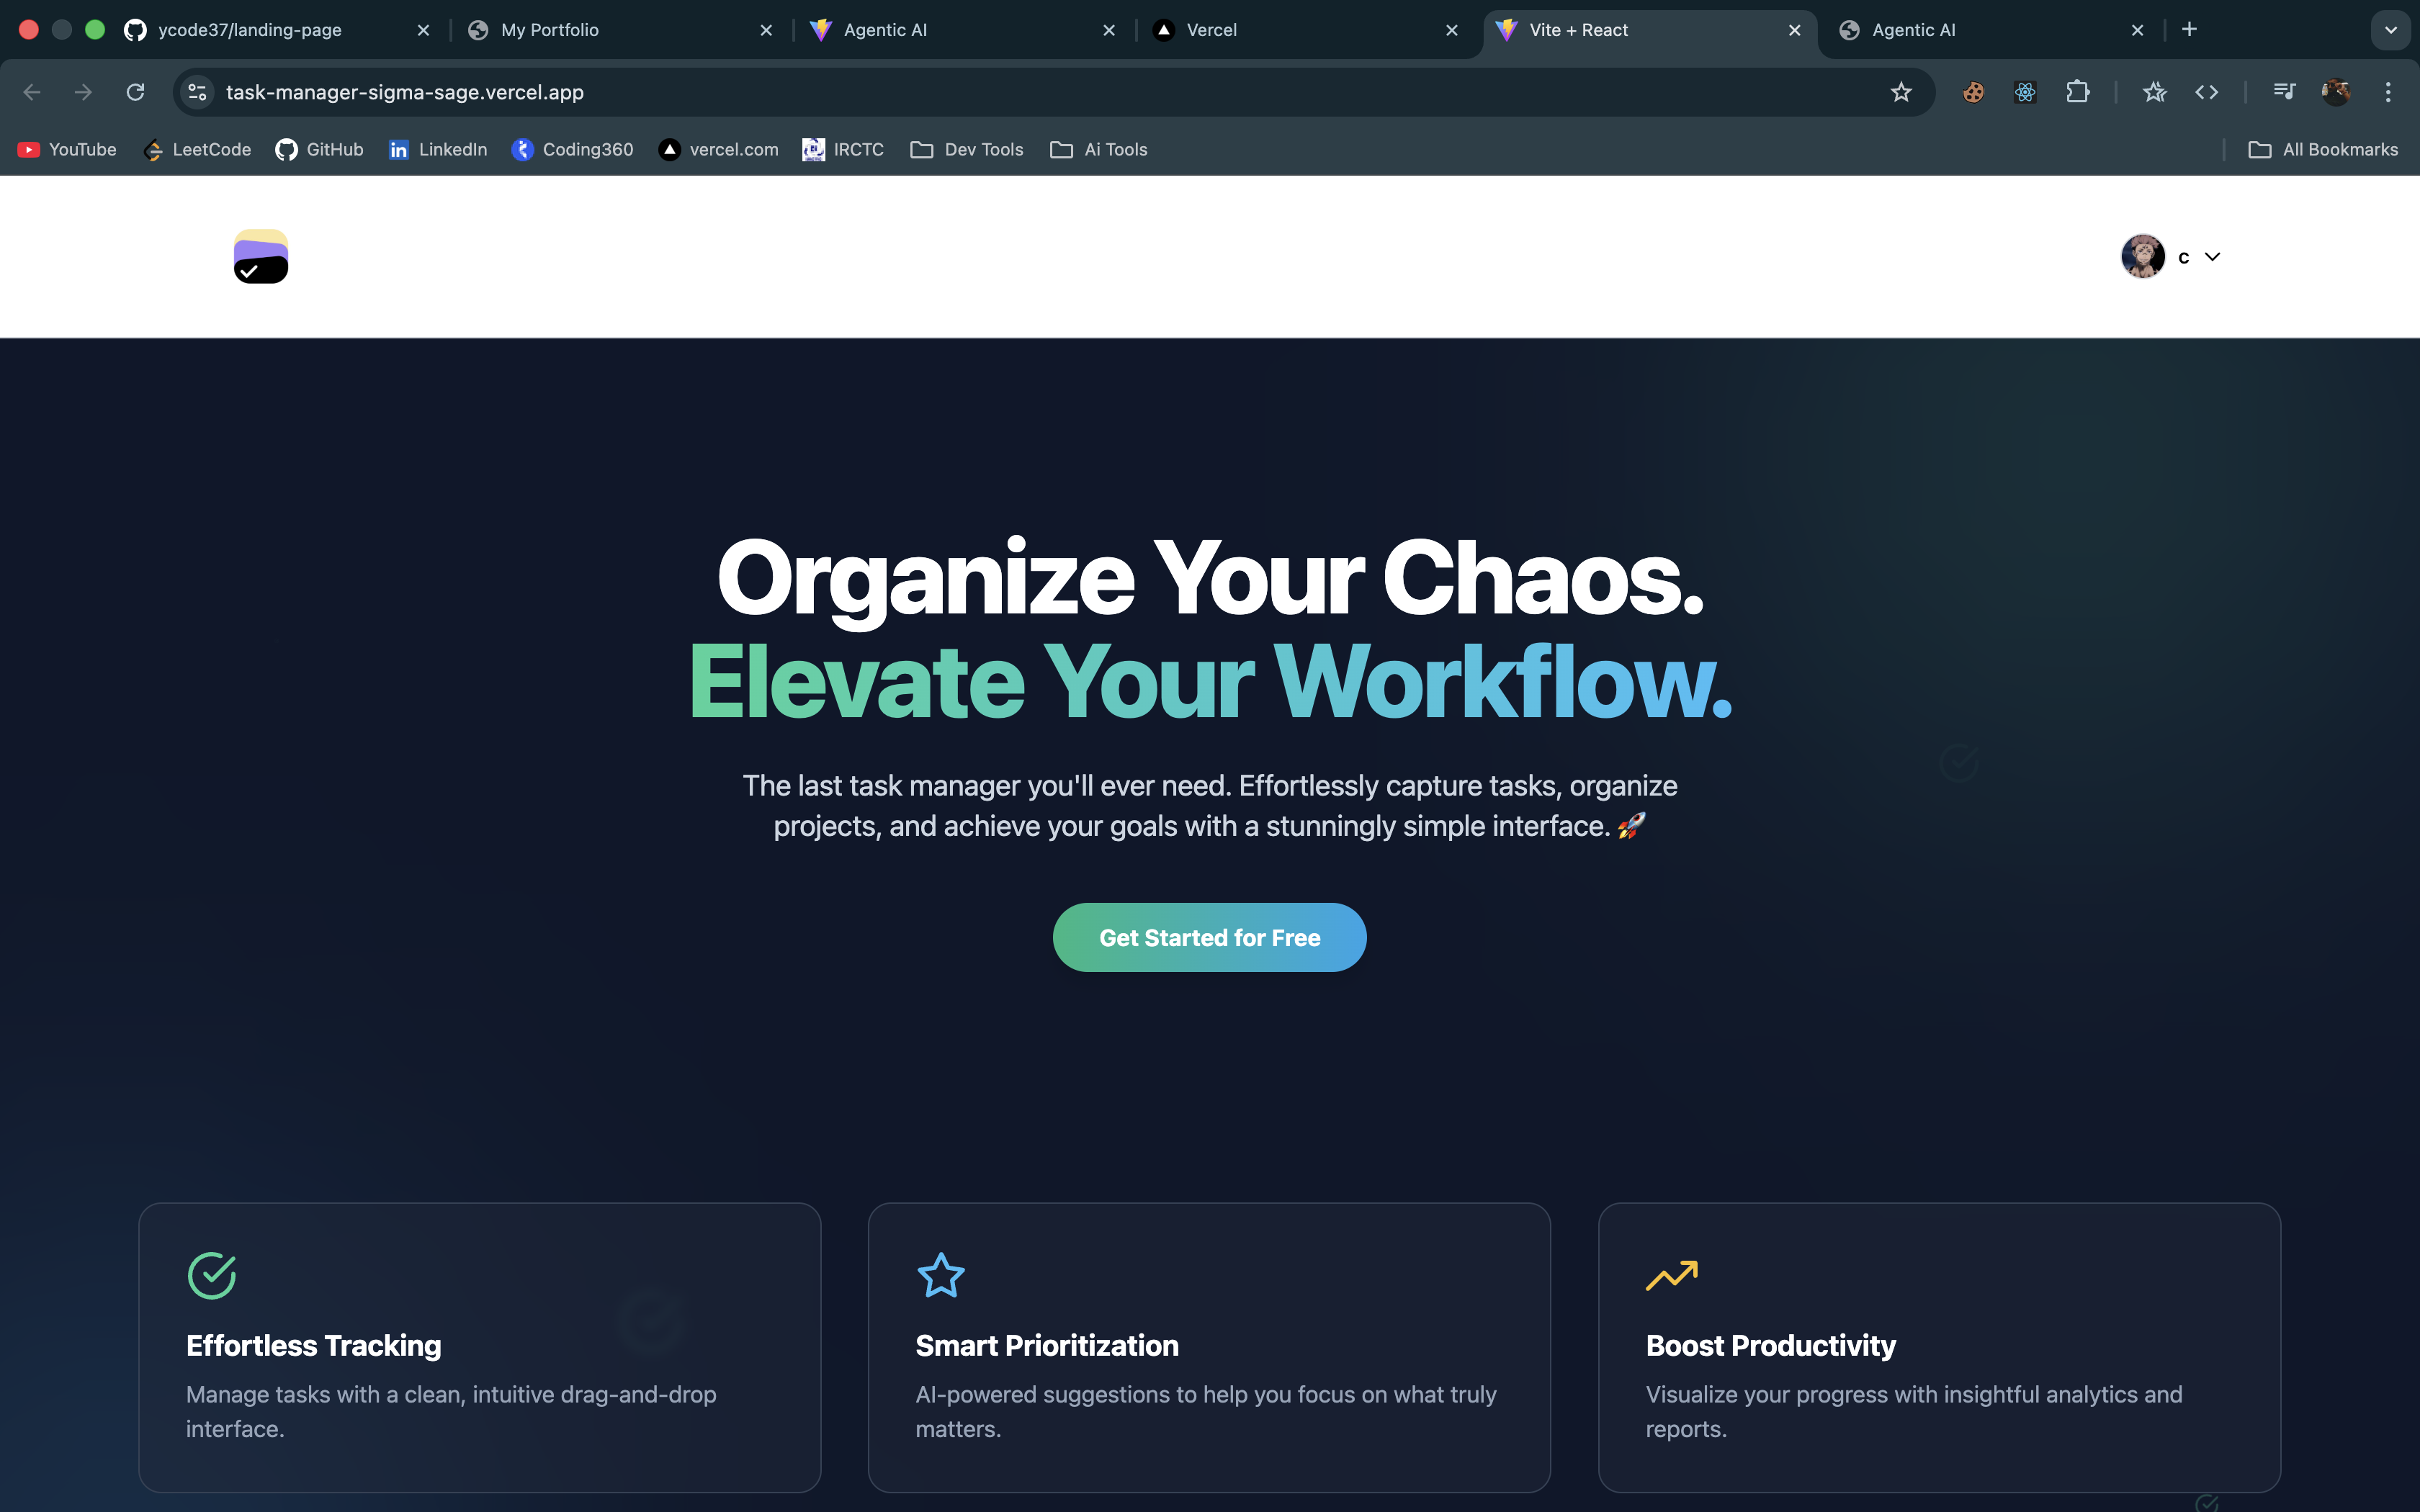 ycode37/landing-page
My Portfolio
Agentic AI
Vercel
Vite + React
Agentic AI
task-manager-sigma-sage.vercel.app
YouTube
LeetCode
GitHub
LinkedIn
Coding360
vercel.com
IRCTC
Dev Tools
Ai Tools
All Bookmarks
c
Organize Your Chaos.
Elevate Your Workflow.
The last task manager you'll ever need. Effortlessly capture tasks, organize
projects, and achieve your goals with a stunningly simple interface. 🚀
Get Started for Free
Effortless Tracking
Manage tasks with a clean, intuitive drag-and-drop
interface.
Smart Prioritization
AI-powered suggestions to help you focus on what truly
matters.
Boost Productivity
Visualize your progress with insightful analytics and
reports.